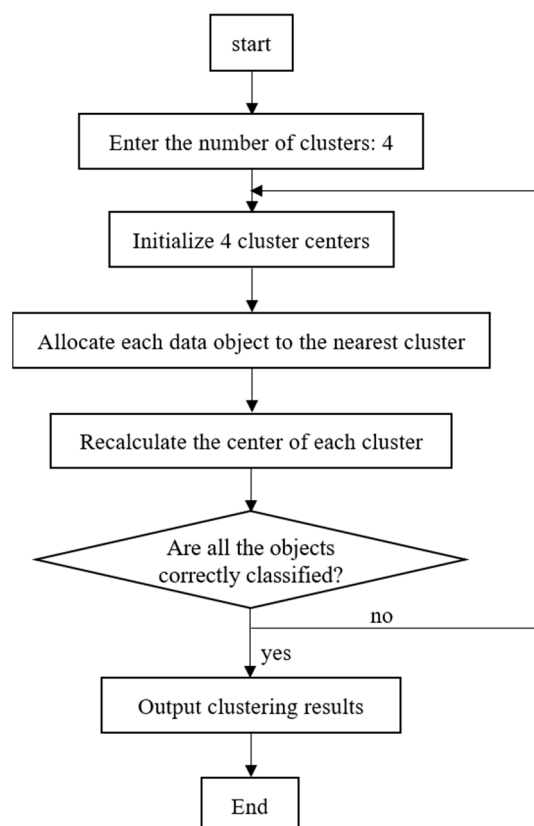 start
Enter the number of clusters: 4
Initialize 4 cluster centers
Allocate each data object to the nearest cluster
Recalculate the center of each cluster
Are all the objects
correctly classified?
no
yes
Output clustering results
End